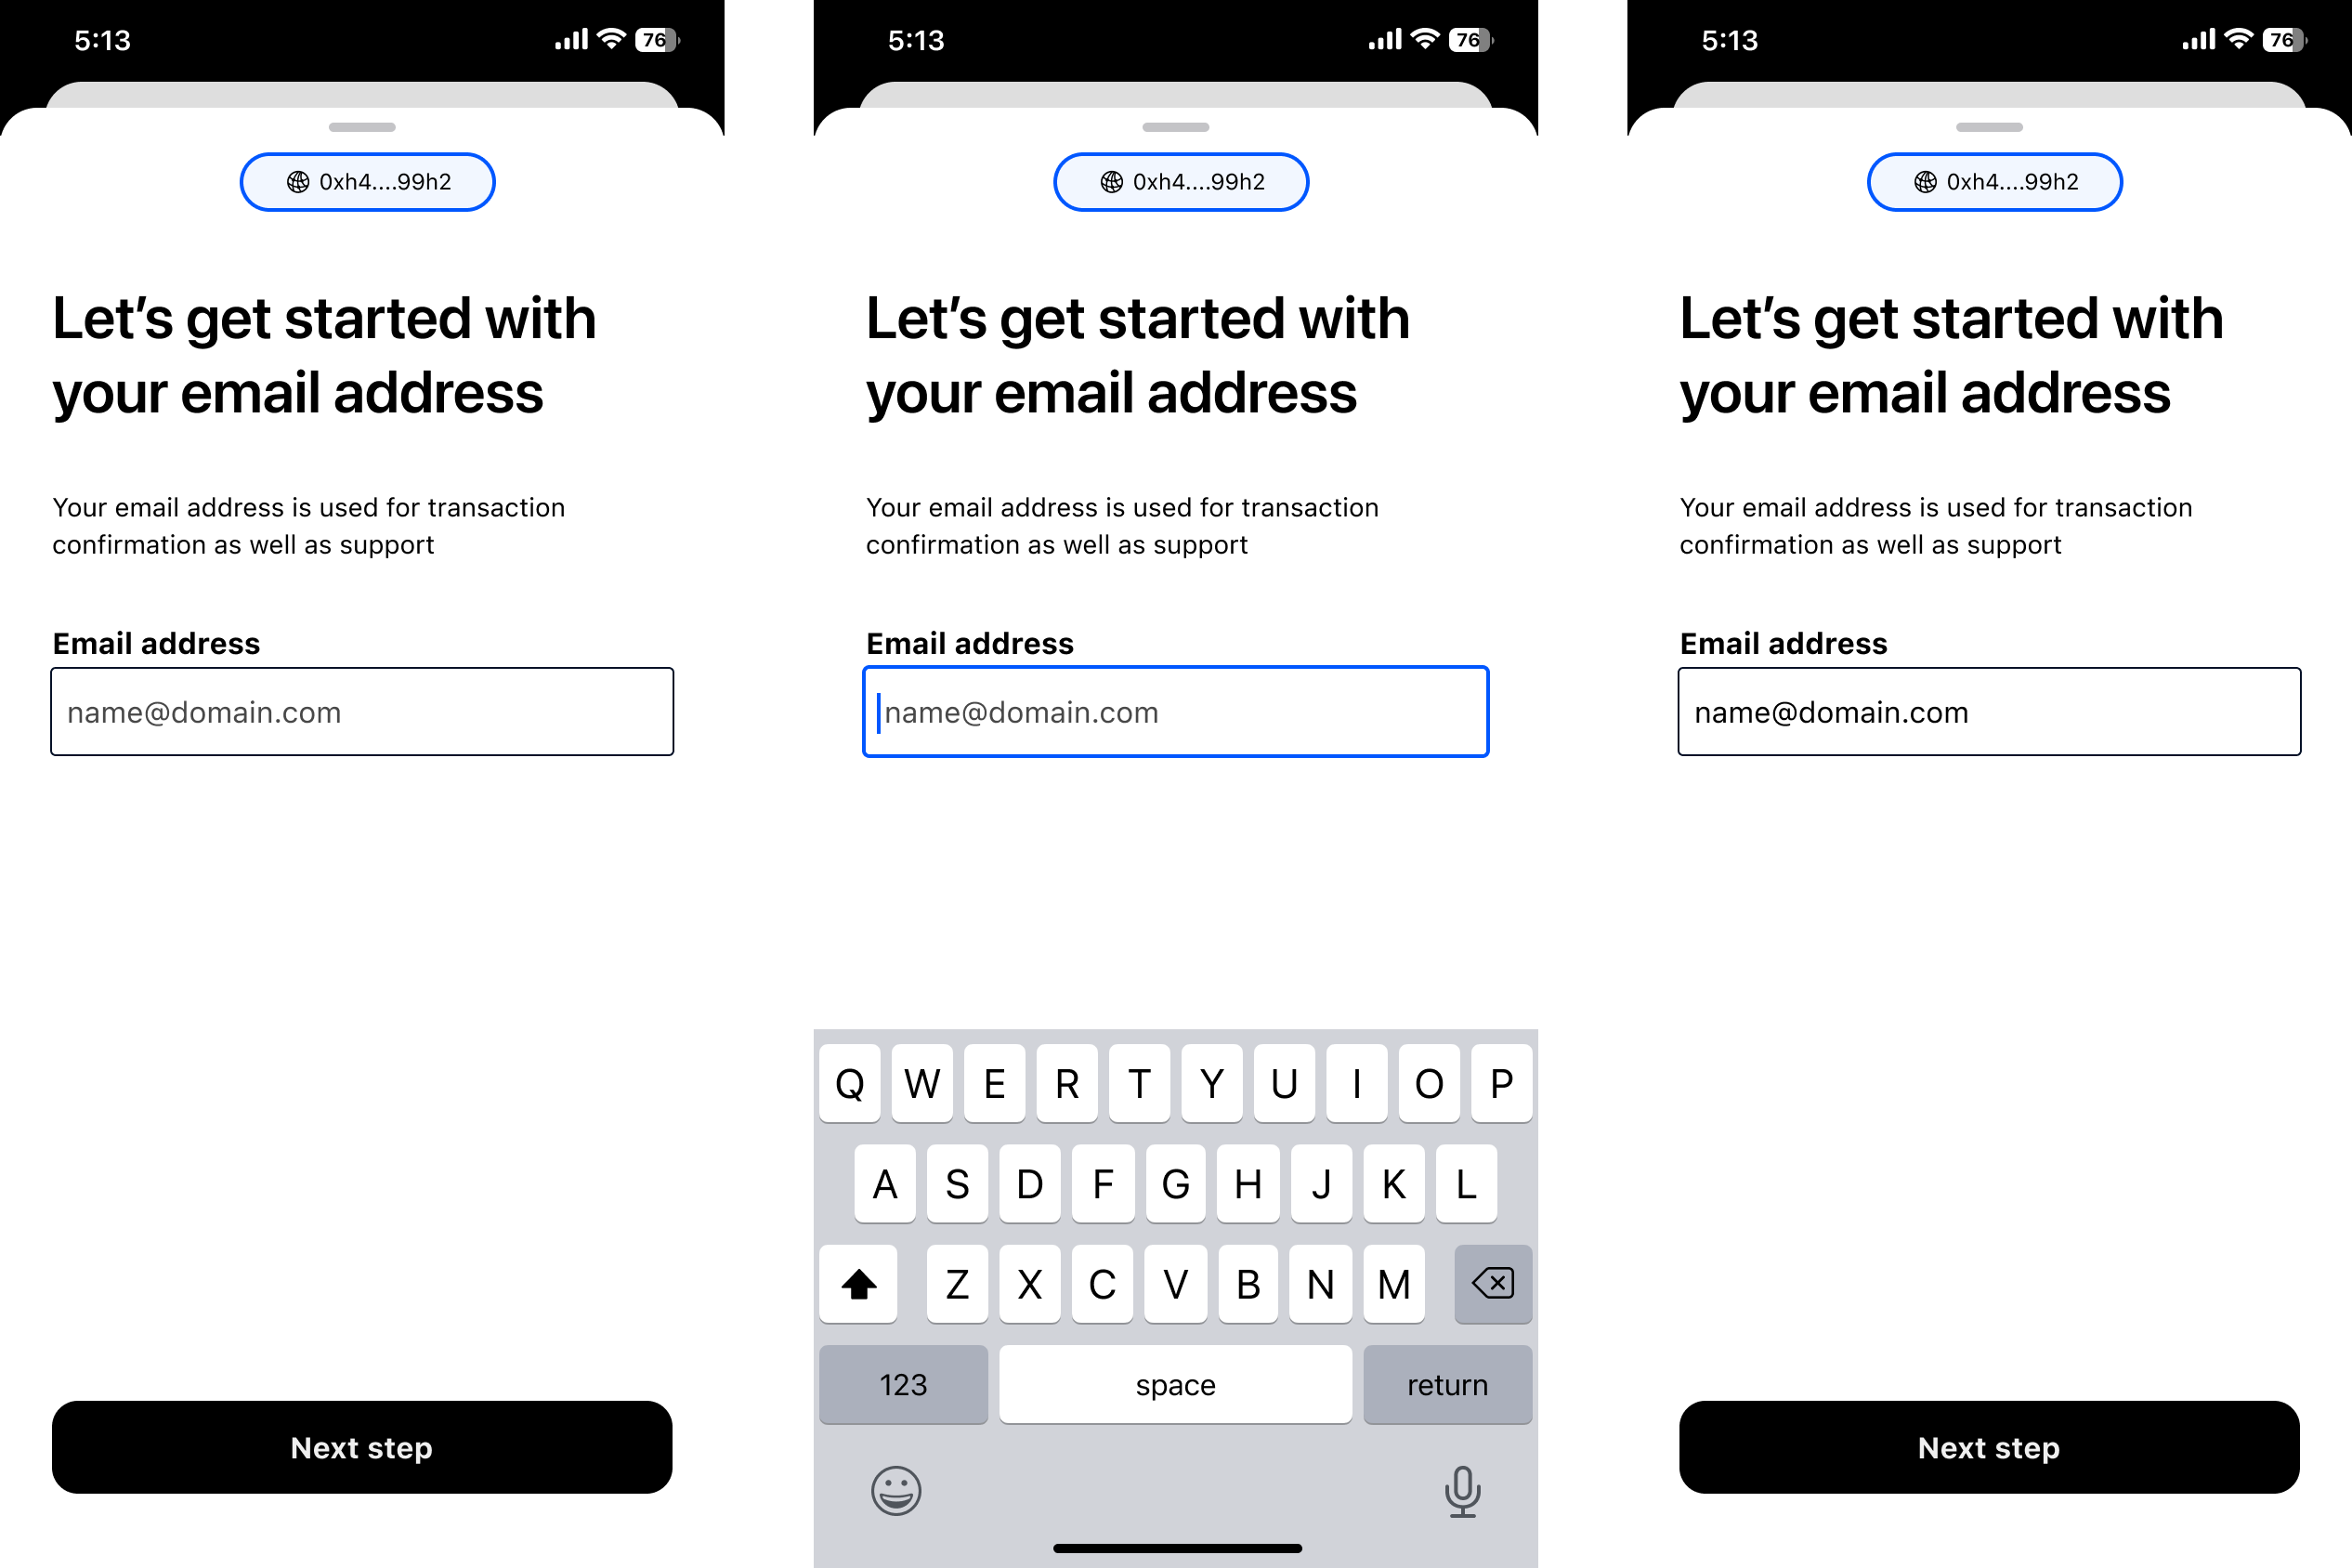 5:13
76
0xh4....99h2
Let’s get started with
your email address
Your email address is used for transaction
confirmation as well as support
Email address
name@domain.com
Next step
5:13
76
0xh4....99h2
Let’s get started with
your email address
Your email address is used for transaction
confirmation as well as support
Email address
name@domain.com
Q W E R T Y U I O P
A S D F G H J K L
Z X C V B N M
123 space return
5:13
76
0xh4....99h2
Let’s get started with
your email address
Your email address is used for transaction
confirmation as well as support
Email address
name@domain.com
Next step